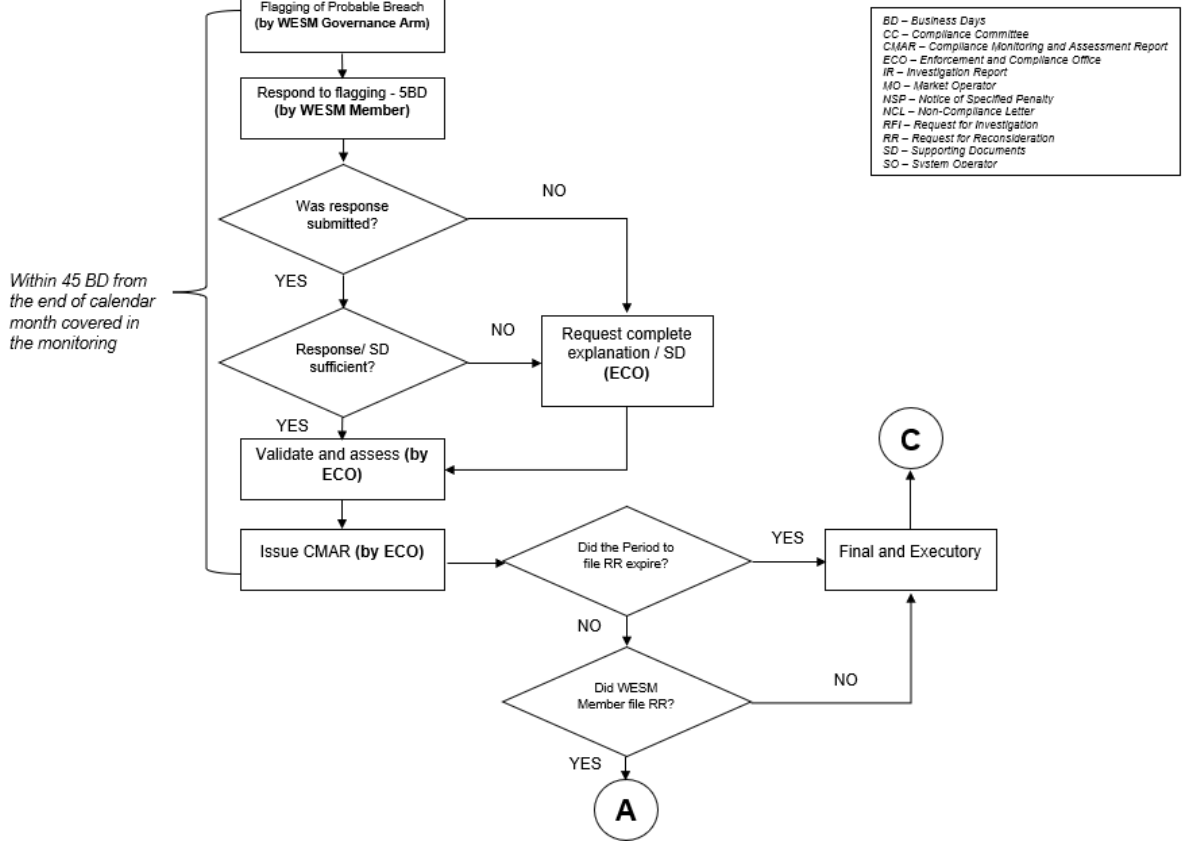 Flagging of Probable Breach
(by WESM Governance Arm)
BD – Business Days
CC – Compliance Committee
CMAR – Compliance Monitoring and Assessment Report
ECO – Enforcement and Compliance Office
IR – Investigation Report
MO – Market Operator
NSP – Notice of Specified Penalty
NCL – Non-Compliance Letter
RFI – Request for Investigation
RR – Request for Reconsideration
SD – Supporting Documents
SO – System Operator
Respond to flagging - 5BD
(by WESM Member)
Was response
submitted?
NO
YES
Within 45 BD from
the end of calendar
month covered in
the monitoring
Response/ SD
sufficient?
NO
Request complete
explanation / SD
(ECO)
YES
Validate and assess (by
ECO)
C
Issue CMAR (by ECO)
Did the Period to
file RR expire?
YES
Final and Executory
NO
Did WESM
Member file RR?
NO
YES
A